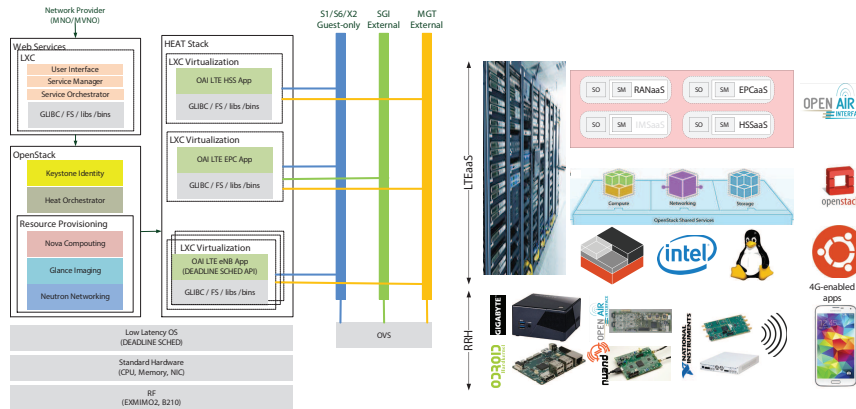 Network Provider
(MNO/MVNO)
Web Services
LXC
User Interface
Service Manager
Service Orchestrator
GLIBC / FS / libs /bins
OpenStack
Keystone Identity
Heat Orchestrator
Resource Provisioning
Nova Compouting
Glance Imaging
Neutron Networking
HEAT Stack
LXC Virtualization
OAI LTE HSS App
GLIBC / FS / libs /bins
LXC Virtualization
OAI LTE EPC App
GLIBC / FS / libs /bins
LXC Virtualization
OAI LTE eNB App
(DEADLINE SCHED API)
GLIBC / FS / libs /bins
S1/S6/X2
Guest-only
SGI
External
MGT
External
OVS
Low Latency OS
(DEADLINE SCHED)
Standard Hardware
(CPU, Memory, NIC)
RF
(EXMIMO2, B210)
LTEaaS
RRH
SO SM RANaaS
SO SM EPCaaS
SO SM IMSaaS
SO SM HSSaaS
OPEN AIR
INTERFACE
Compute
Networking
Storage
OpenStack Shared Services
openstack
intel
4G-enabled
apps
GIGABYTE
ODROID
OPEN AIR
INTERFACE
NATIONAL
INSTRUMENTS